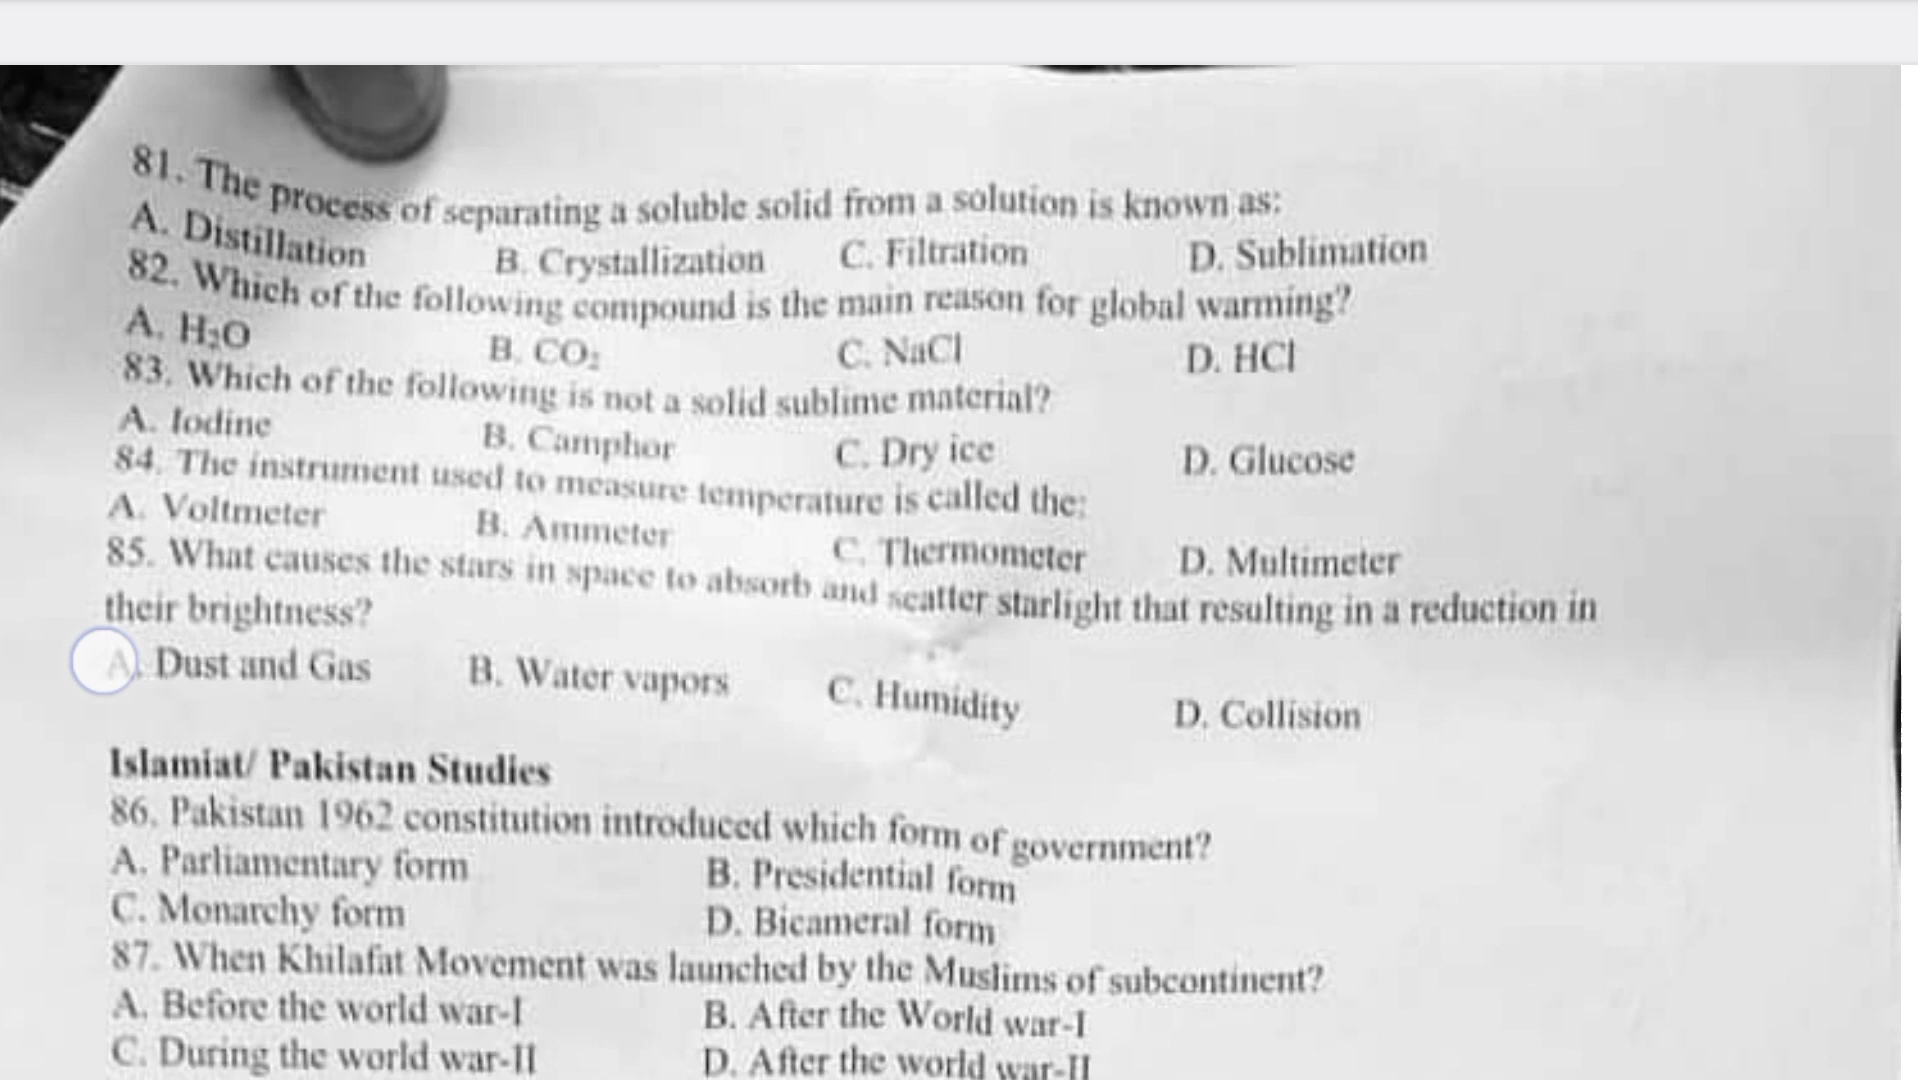 81. The process of separating a soluble solid from a solution is known as:
A. Distillation B. Crystallization C. Filtration D. Sublimation
82. Which of the following compound is the main reason for global warming?
A. H₂O B. CO₂ C. NaCl D. HCl
83. Which of the following is not a solid sublime material?
A. Iodine B. Camphor C. Dry ice D. Glucose
84. The instrument used to measure temperature is called the:
A. Voltmeter B. Ammeter C. Thermometer D. Multimeter
85. What causes the stars in space to absorb and scatter starlight that resulting in a reduction in
their brightness?
A. Dust and Gas B. Water vapors C. Humidity D. Collision
Islamiat/ Pakistan Studies
86. Pakistan 1962 constitution introduced which form of government?
A. Parliamentary form B. Presidential form
C. Monarchy form D. Bicameral form
87. When Khilafat Movement was launched by the Muslims of subcontinent?
A. Before the world war-I B. After the World war-I
C. During the world war-II D. After the world war-II